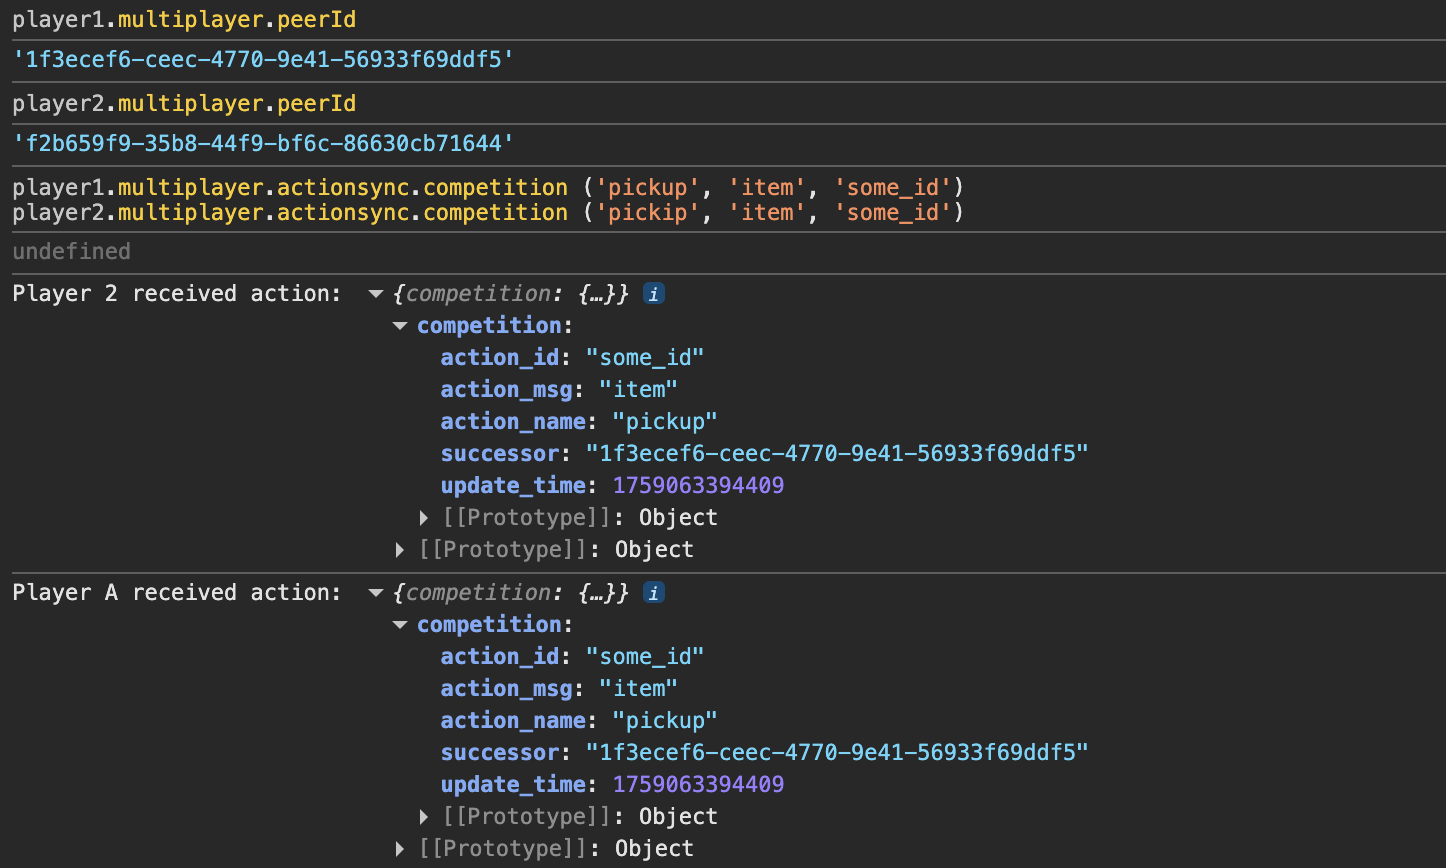 player1.multiplayer.peerId
'1f3ecef6-ceec-4770-9e41-56933f69ddf5'
player2.multiplayer.peerId
'f2b659f9-35b8-44f9-bf6c-86630cb71644'
player1.multiplayer.actionsync.competition ('pickup', 'item', 'some_id')
player2.multiplayer.actionsync.competition ('pickip', 'item', 'some_id')
undefined
Player 2 received action: ▼ {competition: {…}} i
▼ competition:
action_id: "some_id"
action_msg: "item"
action_name: "pickup"
successor: "1f3ecef6-ceec-4770-9e41-56933f69ddf5"
update_time: 1759063394409
▶ [[Prototype]]: Object
▶ [[Prototype]]: Object
Player A received action: ▼ {competition: {…}} i
▼ competition:
action_id: "some_id"
action_msg: "item"
action_name: "pickup"
successor: "1f3ecef6-ceec-4770-9e41-56933f69ddf5"
update_time: 1759063394409
▶ [[Prototype]]: Object
▶ [[Prototype]]: Object